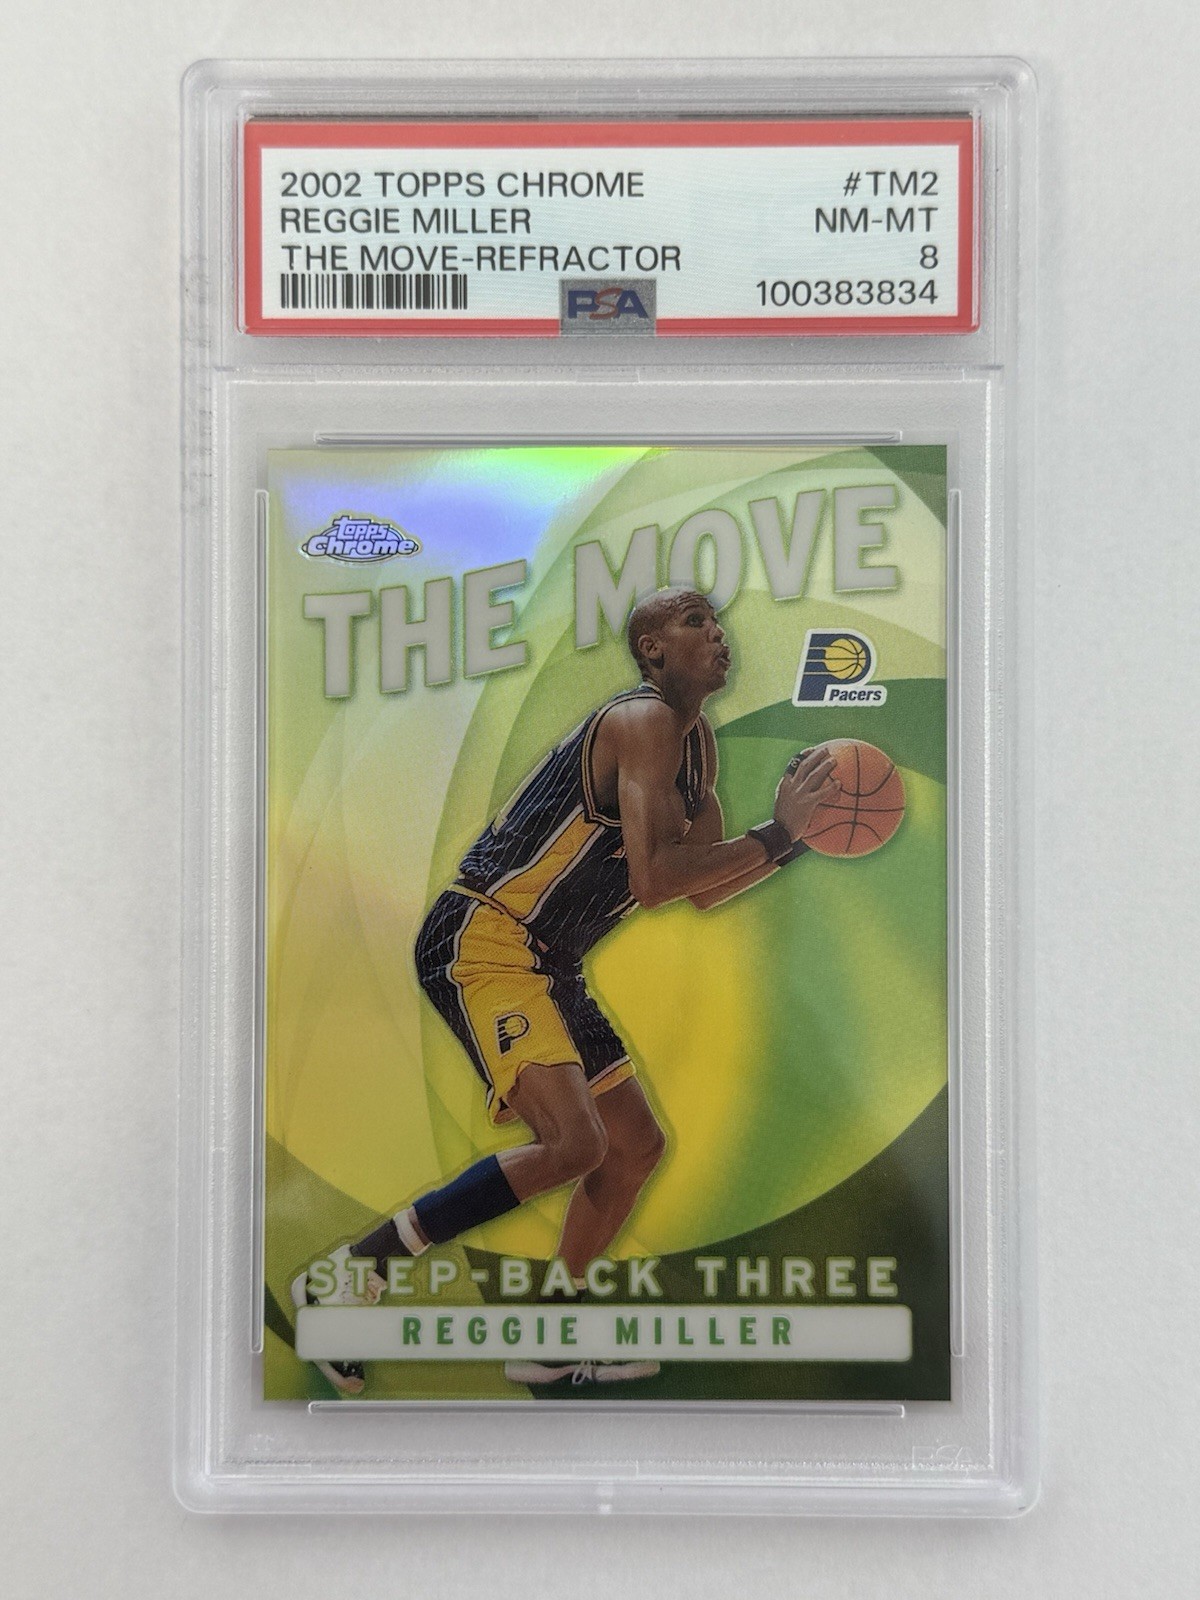 2002 TOPPS CHROME #TM2
REGGIE MILLER NM-MT
THE MOVE-REFRACTOR 8
PSA 100383834
Topps
Chrome
THE MOVE
Pacers
P
STEP-BACK THREE
REGGIE MILLER
PSA